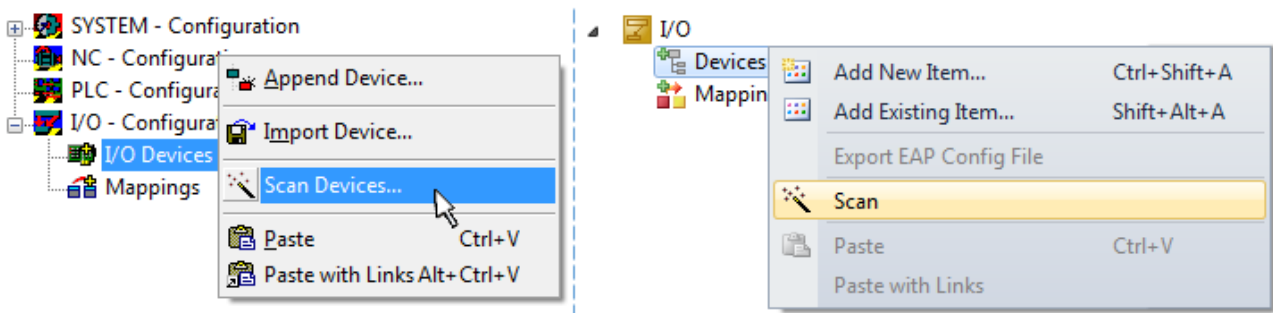 SYSTEM - Configuration
NC - Configurati
PLC - Configura
I/O - Configurat
I/O Devices
Mappings
Append Device...
Import Device...
Scan Devices...
Paste Ctrl+V
Paste with Links Alt+Ctrl+V
I/O
Devices
Mappin
Add New Item... Ctrl+Shift+A
Add Existing Item... Shift+Alt+A
Export EAP Config File
Scan
Paste Ctrl+V
Paste with Links